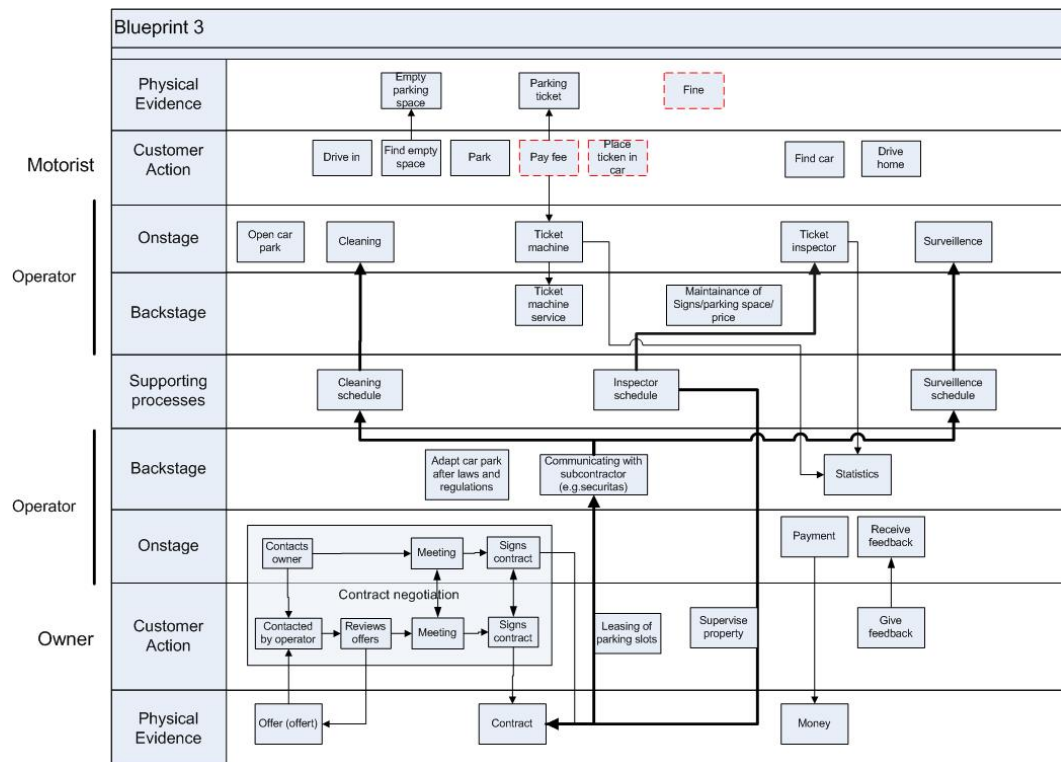 Blueprint 3
Physical
Evidence
Empty
parking
space
Parking
ticket
Fine
Motorist
Customer
Action
Drive in
Find empty
space
Park
Pay fee
Place
ticken in
car
Find car
Drive
home
Operator
Onstage
Open car
park
Cleaning
Ticket
machine
Ticket
inspector
Surveillence
Backstage
Ticket
machine
service
Maintainance of
Signs/parking space/
price
Supporting
processes
Cleaning
schedule
Inspector
schedule
Surveillence
schedule
Operator
Backstage
Adapt car park
after laws and
regulations
Communicating with
subcontractor
(e.g.securitas)
Statistics
Onstage
Contacts
owner
Meeting
Signs
contract
Payment
Receive
feedback
Contract negotiation
Owner
Customer
Action
Contacted
by operator
Reviews
offers
Meeting
Signs
contract
Leasing of
parking slots
Supervise
property
Give
feedback
Physical
Evidence
Offer (offert)
Contract
Money